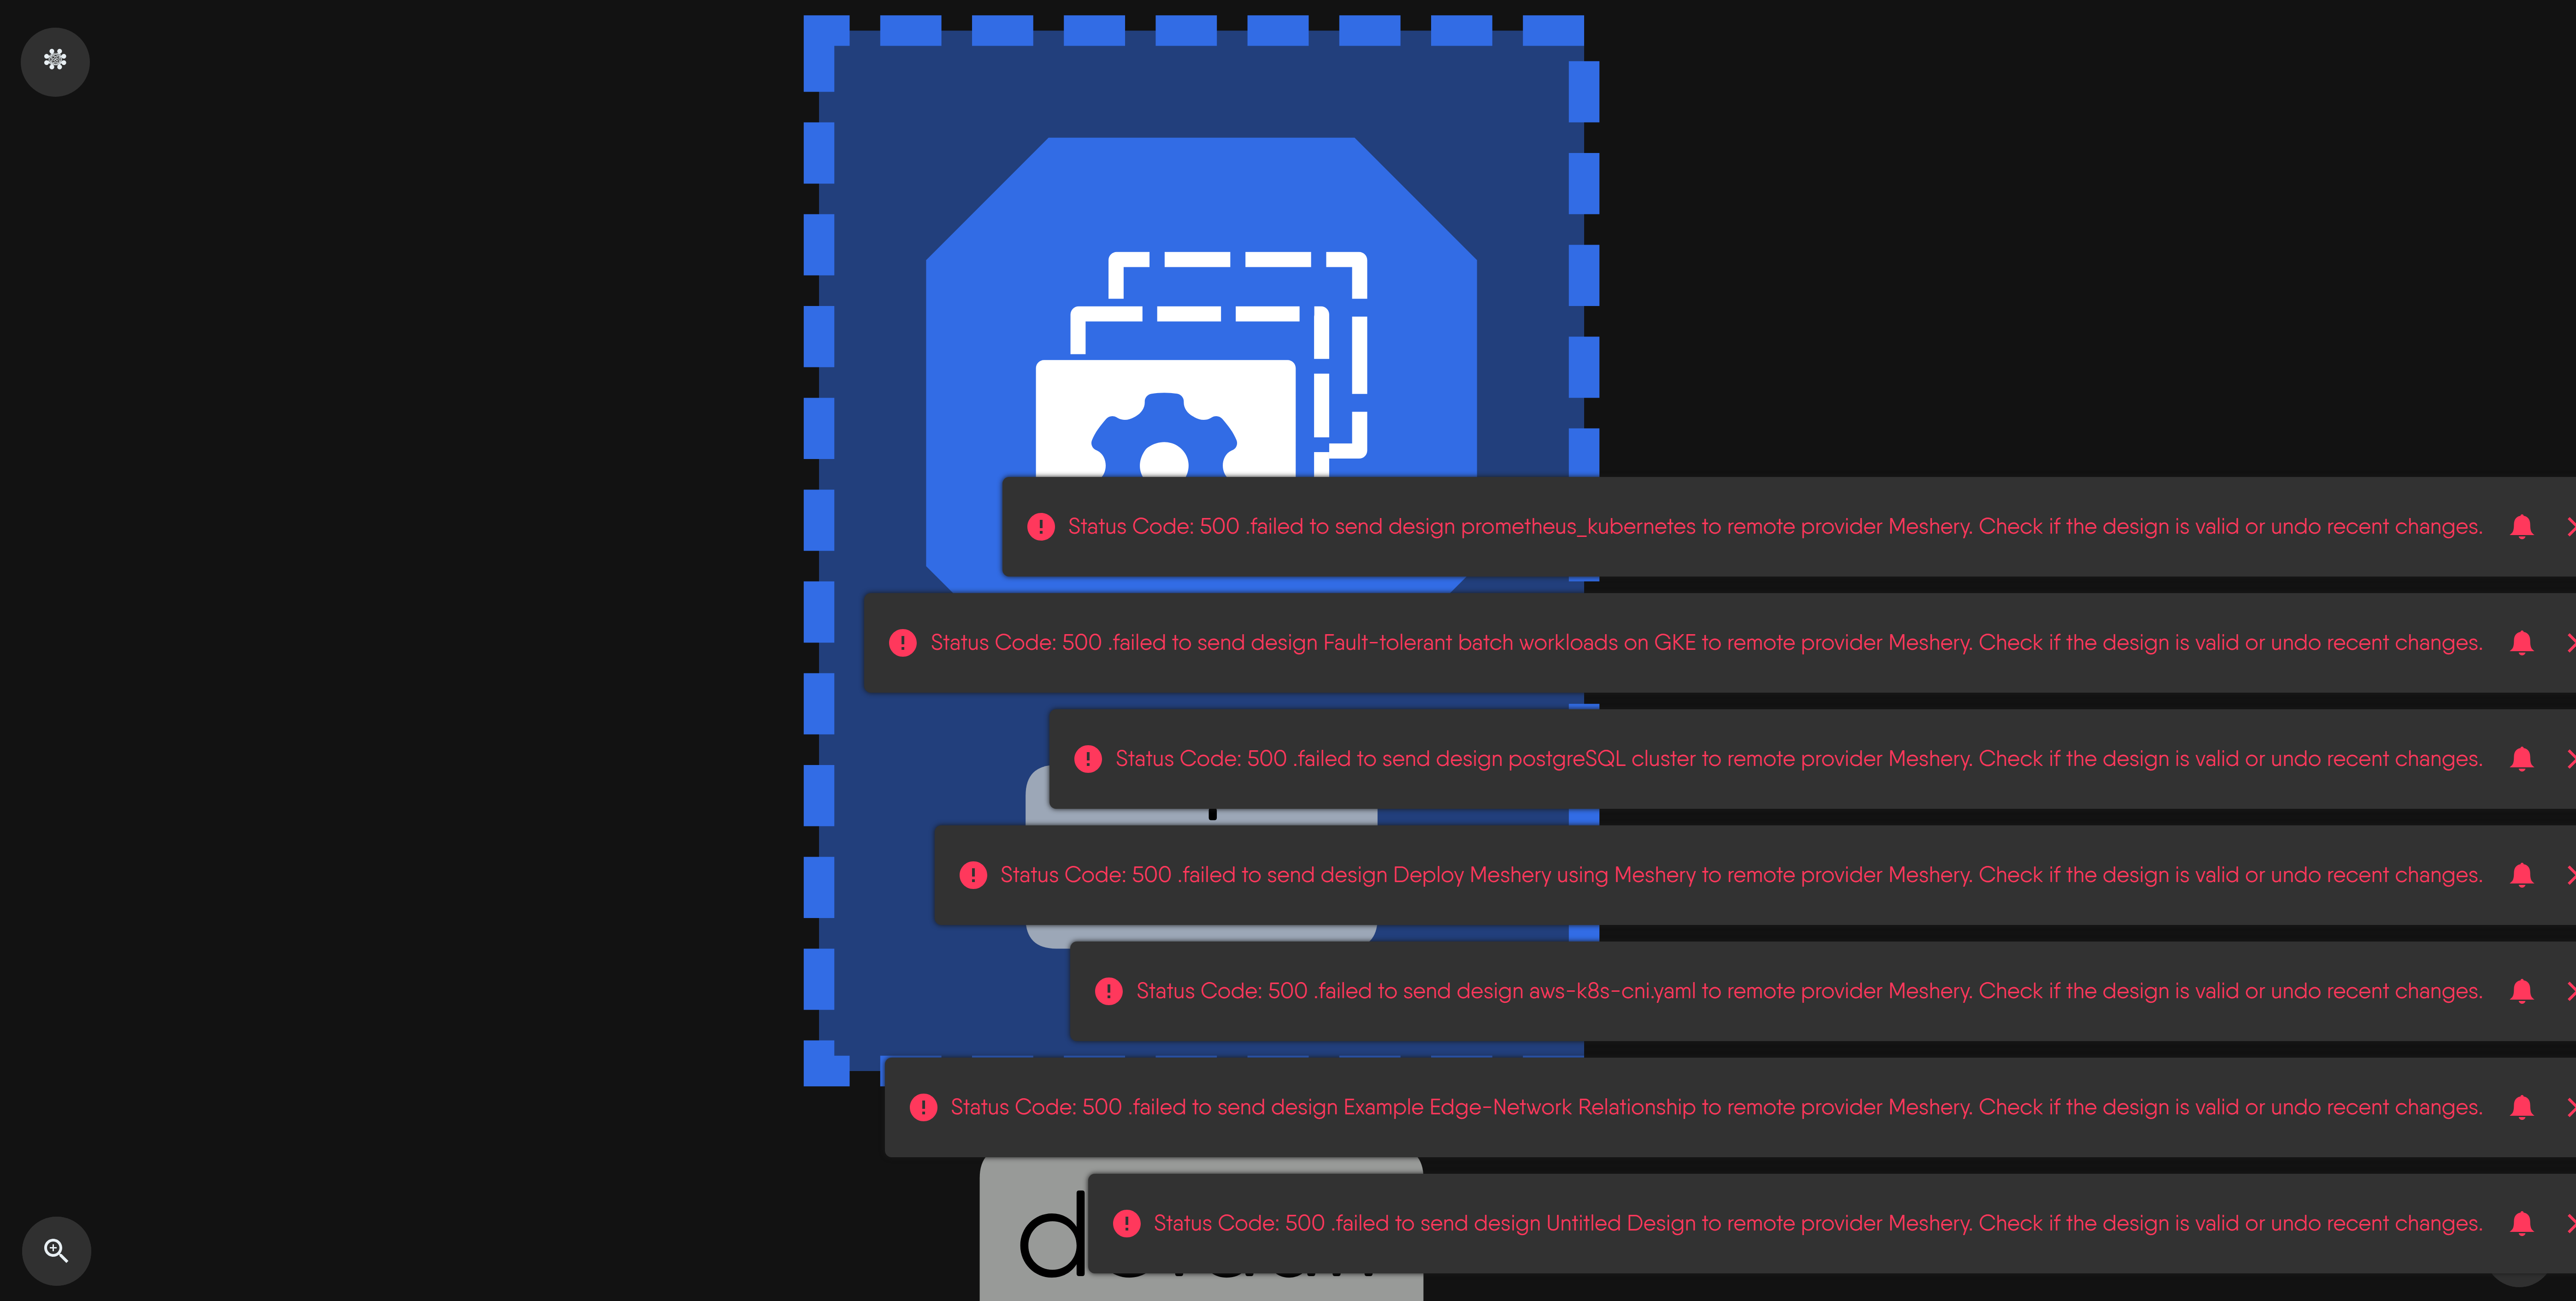 Status Code: 500 .failed to send design prometheus_kubernetes to remote provider Meshery. Check if the design is valid or undo recent changes.
Status Code: 500 .failed to send design Fault-tolerant batch workloads on GKE to remote provider Meshery. Check if the design is valid or undo recent changes.
Status Code: 500 .failed to send design postgreSQL cluster to remote provider Meshery. Check if the design is valid or undo recent changes.
Status Code: 500 .failed to send design Deploy Meshery using Meshery to remote provider Meshery. Check if the design is valid or undo recent changes.
Status Code: 500 .failed to send design aws-k8s-cni.yaml to remote provider Meshery. Check if the design is valid or undo recent changes.
Status Code: 500 .failed to send design Example Edge-Network Relationship to remote provider Meshery. Check if the design is valid or undo recent changes.
Status Code: 500 .failed to send design Untitled Design to remote provider Meshery. Check if the design is valid or undo recent changes.